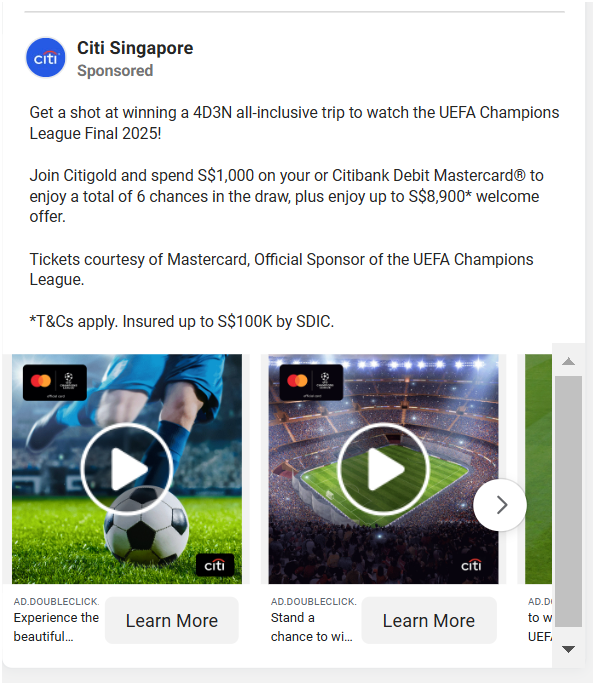 Citi Singapore
Sponsored
Get a shot at winning a 4D3N all-inclusive trip to watch the UEFA Champions
League Final 2025!
Join Citigold and spend S$1,000 on your or Citibank Debit Mastercard® to
enjoy a total of 6 chances in the draw, plus enjoy up to S$8,900* welcome
offer.
Tickets courtesy of Mastercard, Official Sponsor of the UEFA Champions
League.
*T&Cs apply. Insured up to S$100K by SDIC.
citi
citi
citi
AD.DOUBLECLICK.
Experience the
beautiful...
Learn More
AD.DOUBLECLICK.
Stand a
chance to wi...
Learn More
AD.D
to w
UEF